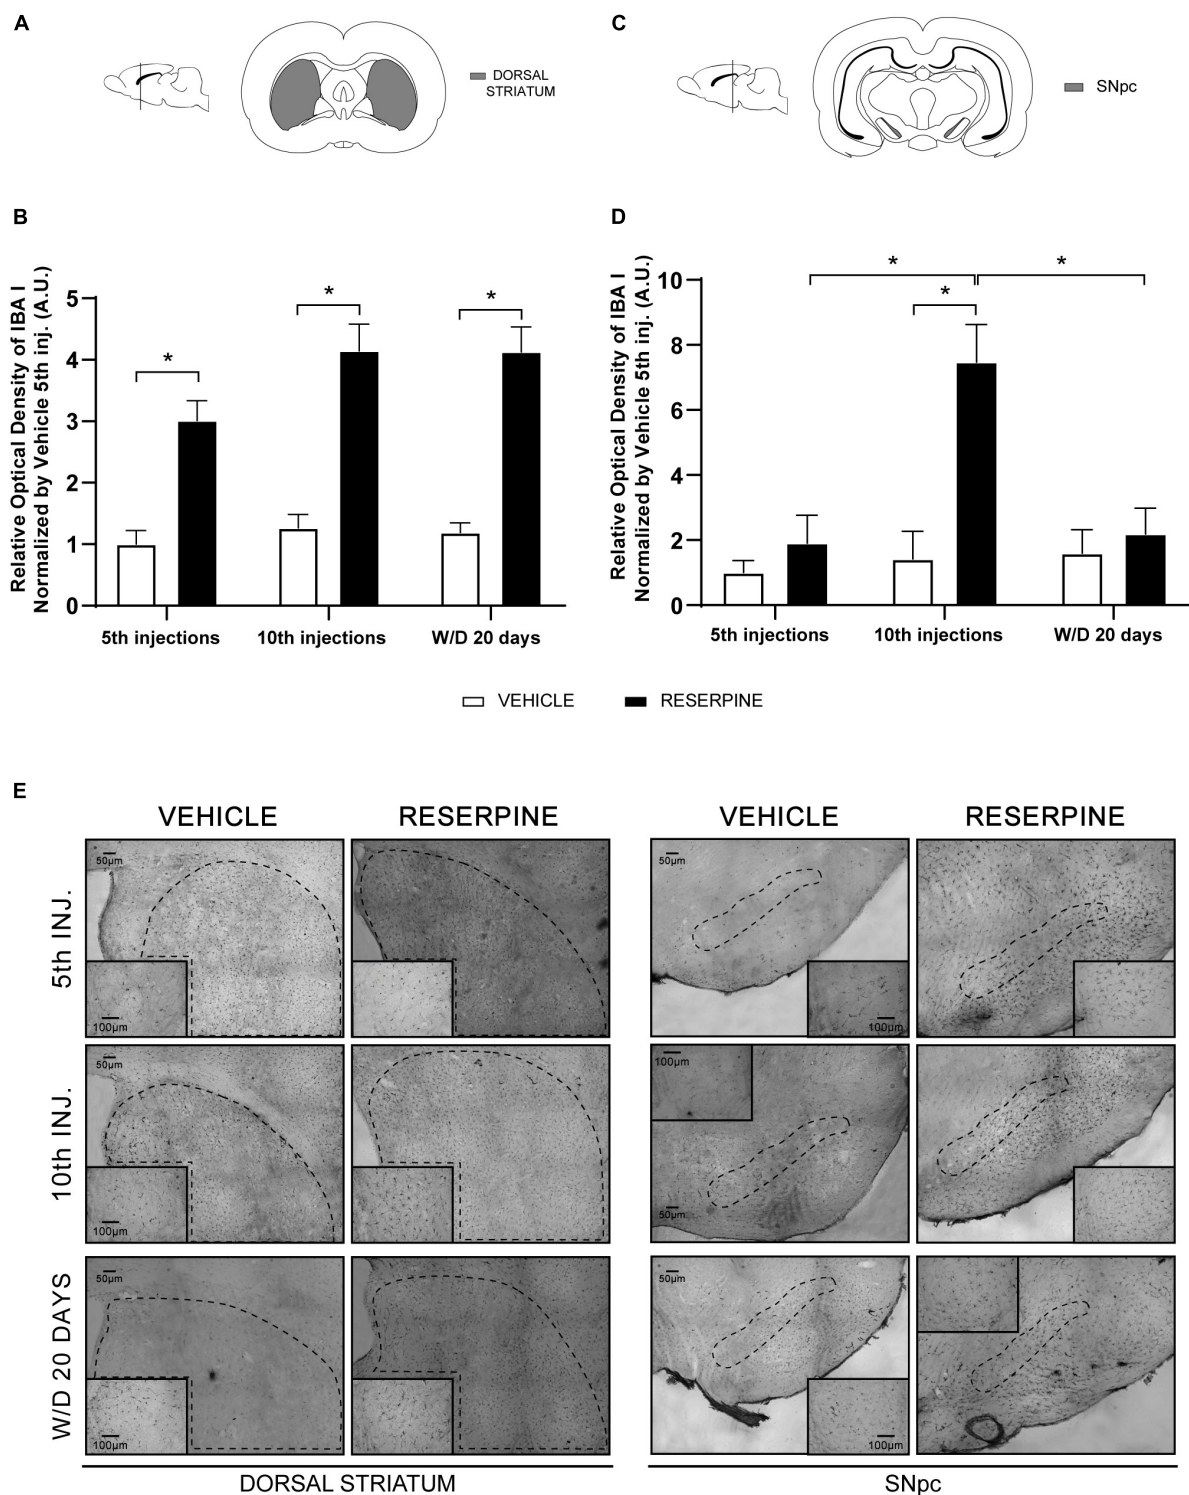 A
DORSAL
STRIATUM
C
SNpc
B
Relative Optical Density of IBA I
Normalized by Vehicle 5th inj. (A.U.)
5
4
3
2
1
0
*
*
*
5th injections
10th injections
W/D 20 days
D
Relative Optical Density of IBA I
Normalized by Vehicle 5th inj. (A.U.)
10
8
6
4
2
0
*
*
*
5th injections
10th injections
W/D 20 days
VEHICLE
RESERPINE
E
VEHICLE
RESERPINE
VEHICLE
RESERPINE
5th INJ.
50µm
100µm
50µm
100µm
10th INJ.
50µm
100µm
100µm
50µm
W/D 20 DAYS
50µm
100µm
50µm
100µm
DORSAL STRIATUM
SNpc